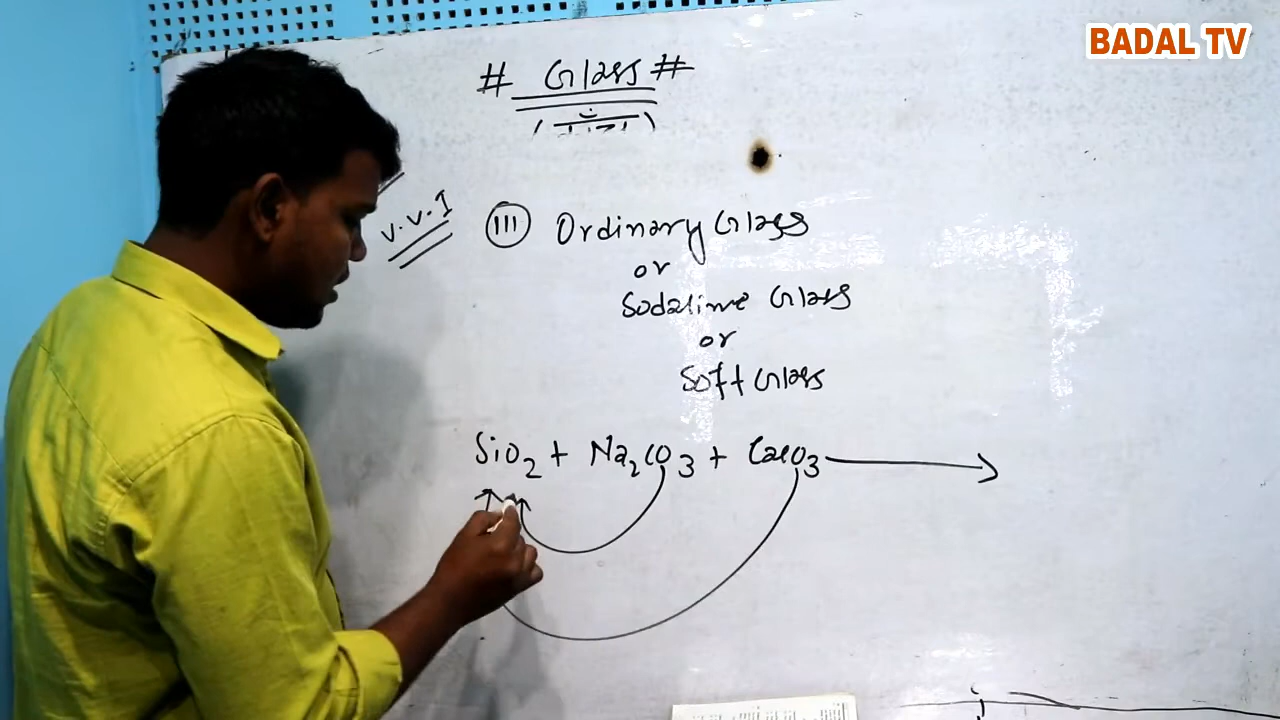 BADAL TV
# Glass #
V.V.I
III Ordinary Glass
or
Sodalime Glass
or
Soft Glass
SiO2 + Na2CO3 + CaCO3